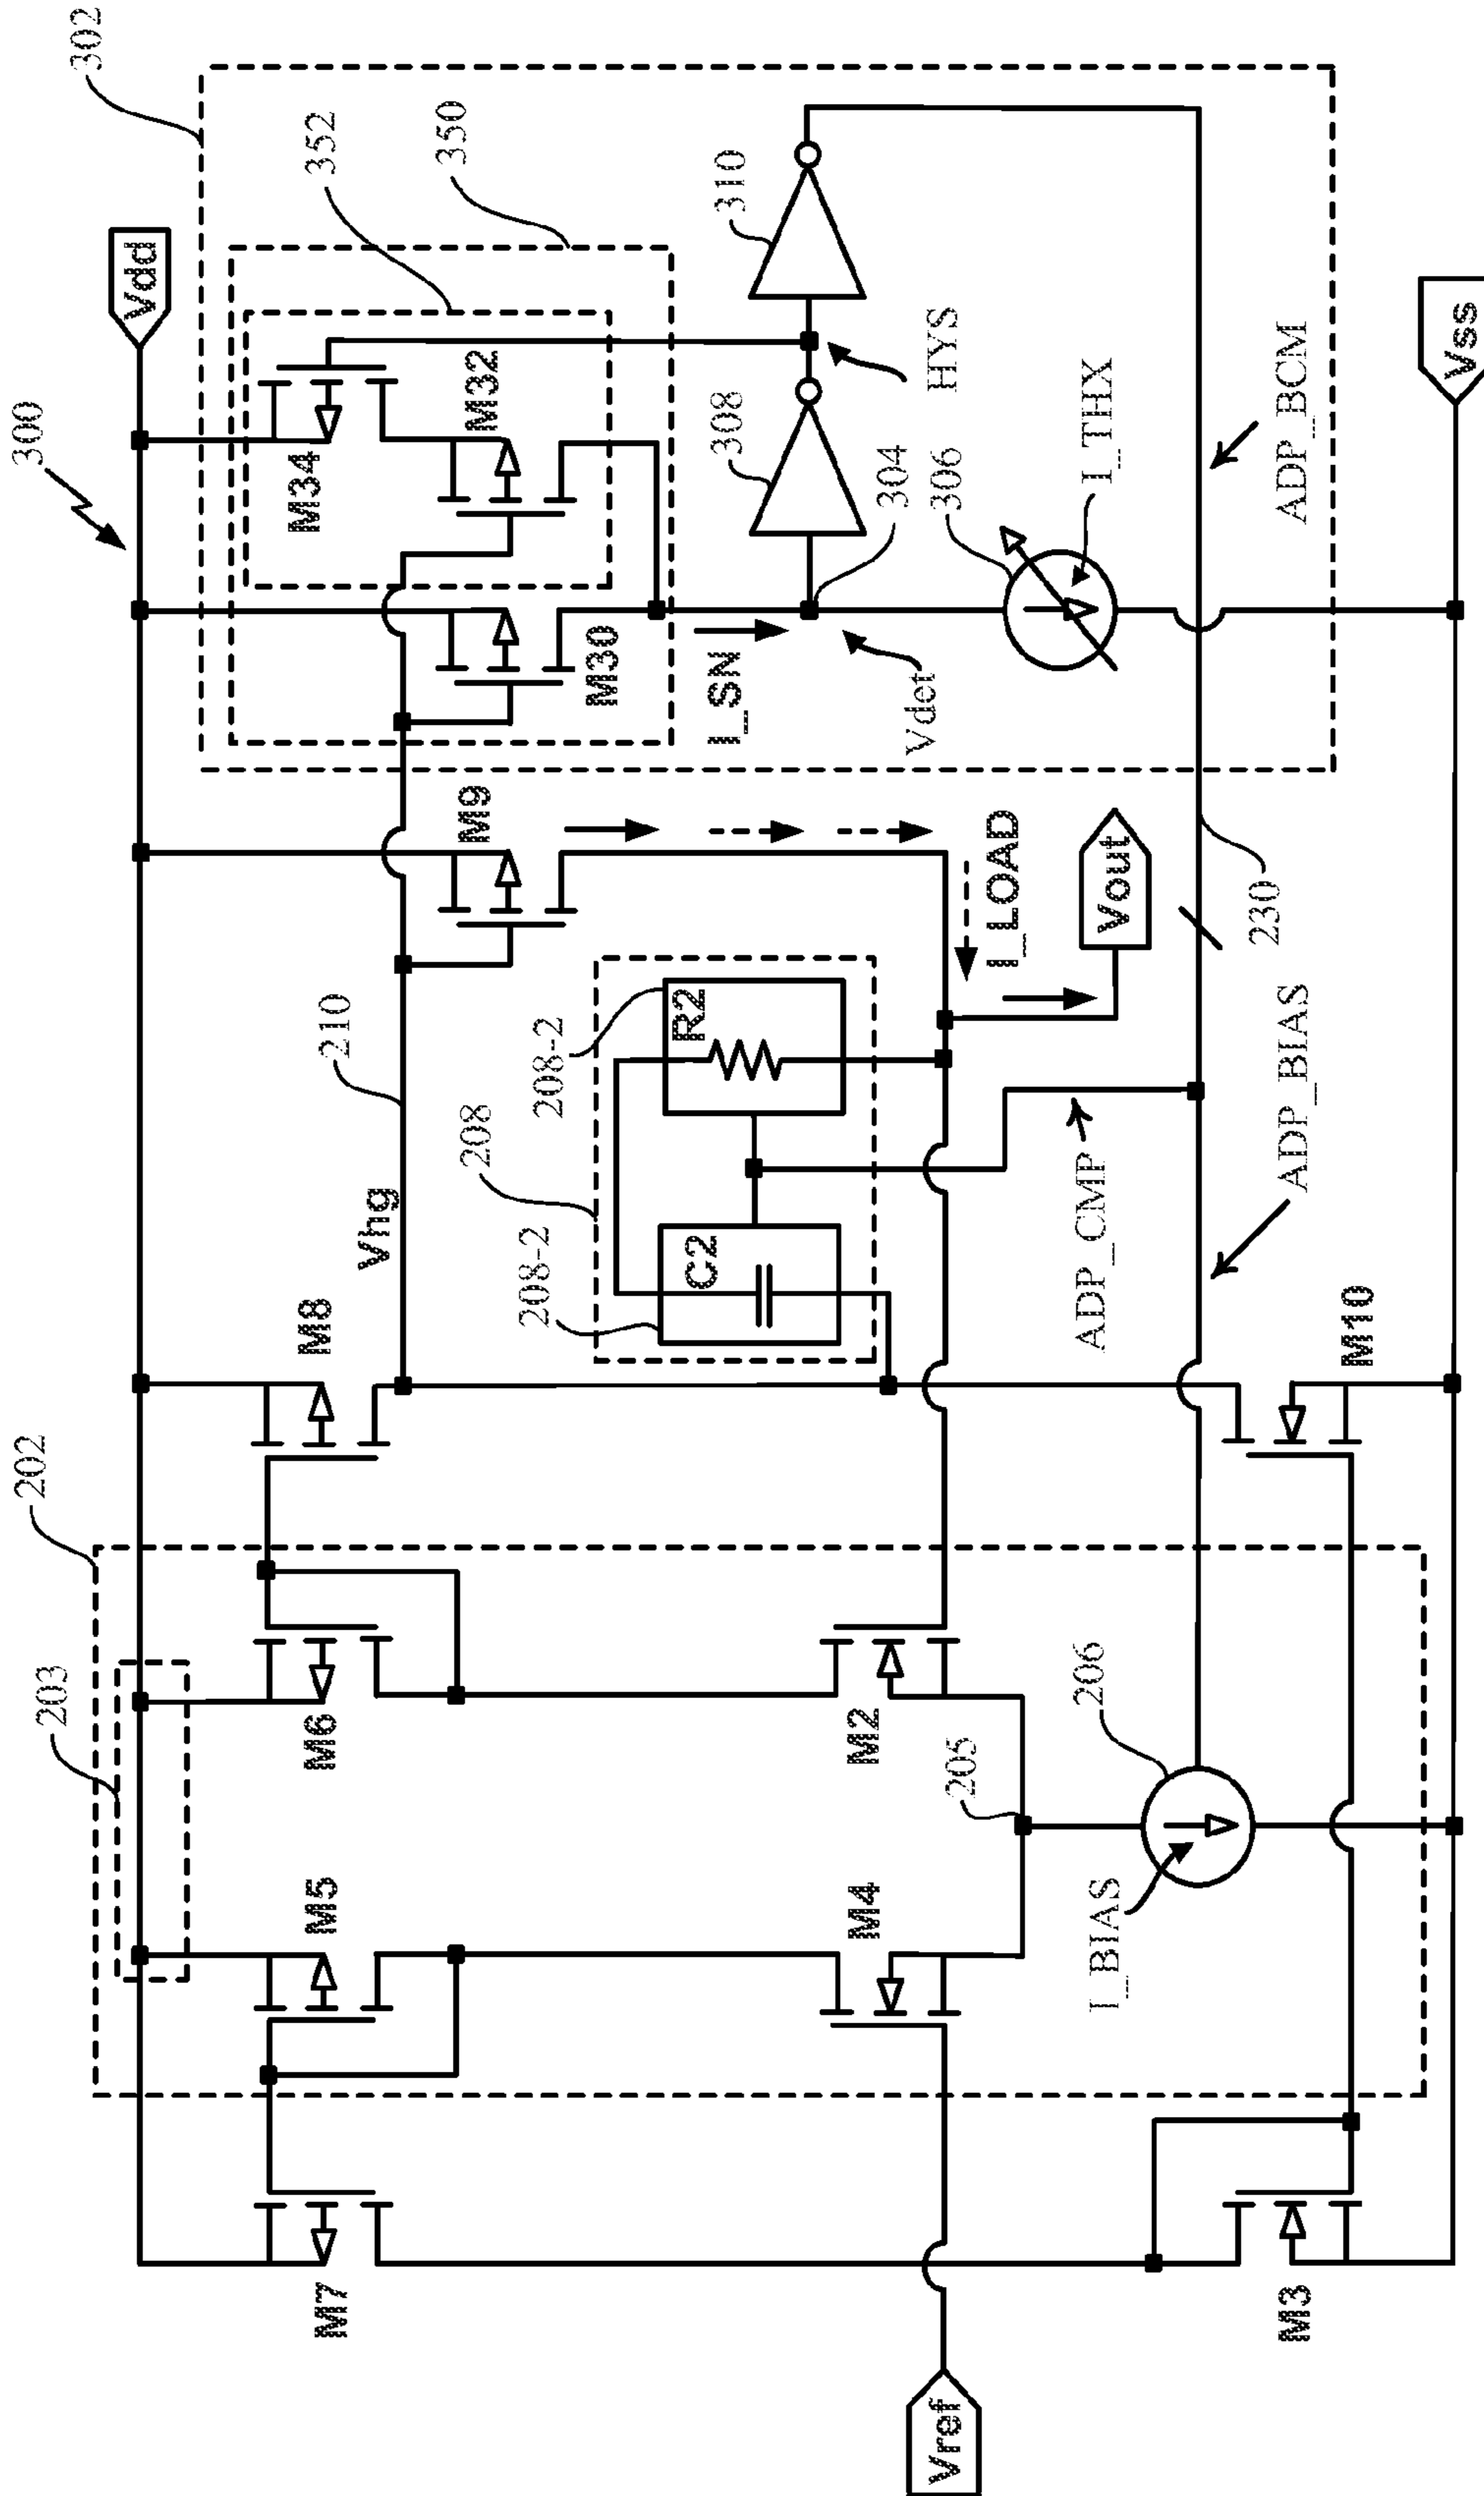 300
302
Vdd
352
350
M34
M32
M30
310
308
HYS
304
306
I_THX
I_SN
Vdet
ADP_BCM
Vss
M9
210
Vhg
M8
208
208-2
R2
208-2
C2
I_LOAD
Vout
230
ADP_CMP
ADP_BIAS
M10
202
203
M6
M5
M2
M4
205
206
I_BIAS
M7
M3
Vref